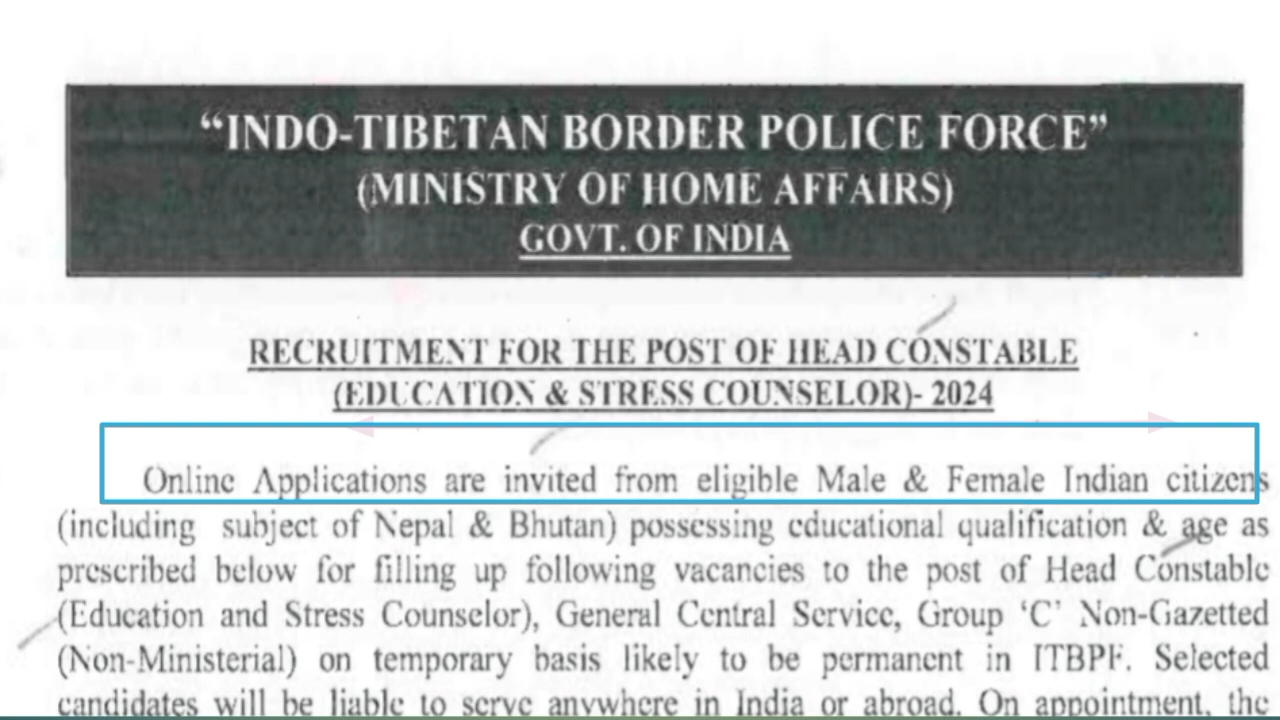 “INDO-TIBETAN BORDER POLICE FORCE”
(MINISTRY OF HOME AFFAIRS)
GOVT. OF INDIA
RECRUITMENT FOR THE POST OF HEAD CONSTABLE
(EDUCATION & STRESS COUNSELOR)- 2024
Online Applications are invited from eligible Male & Female Indian citizens
(including subject of Nepal & Bhutan) possessing educational qualification & age as
prescribed below for filling up following vacancies to the post of Head Constable
(Education and Stress Counselor), General Central Service, Group ‘C’ Non-Gazetted
(Non-Ministerial) on temporary basis likely to be permanent in ITBPF. Selected
candidates will be liable to serve anywhere in India or abroad. On appointment, the